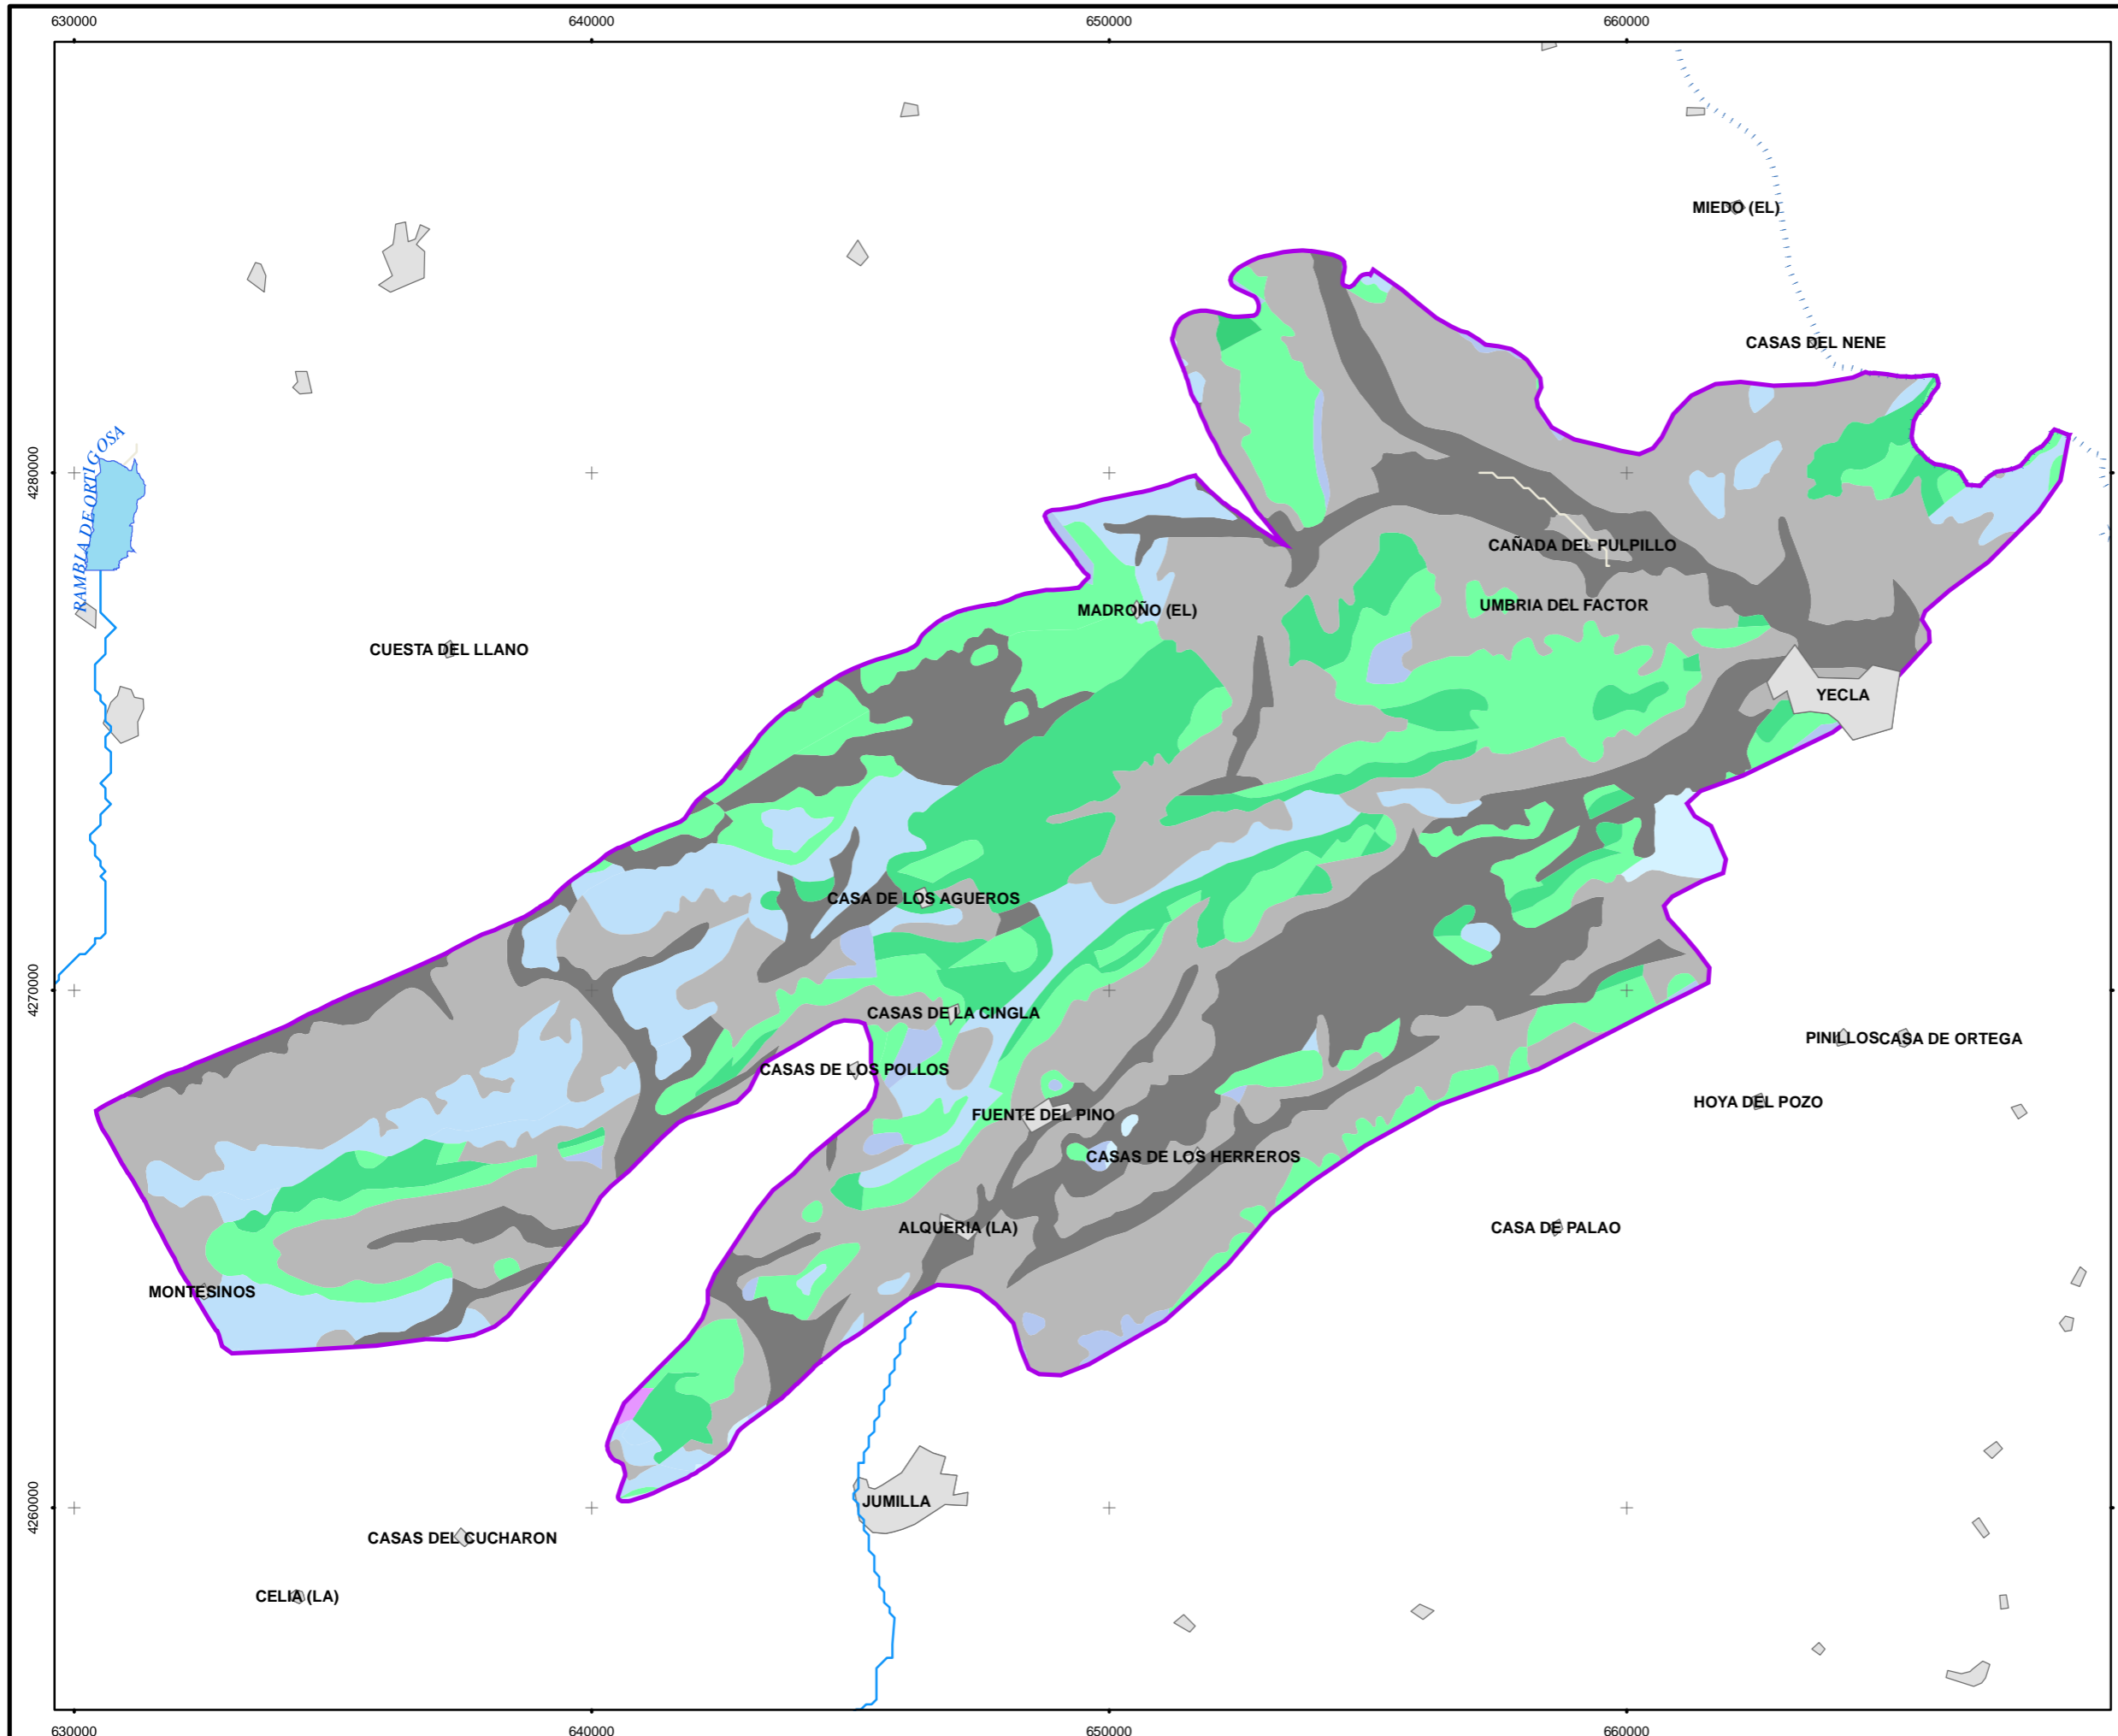 630000
640000
650000
660000
MIEDO (EL)
CASAS DEL NENE
RAMBLA DE ORTIGOSA
4280000
CAÑADA DEL PULPILLO
MADROÑO (EL)
UMBRIA DEL FACTOR
CUESTA DEL LLANO
YECLA
CASA DE LOS AGUEROS
4270000
CASAS DE LA CINGLA
PINILLOS
CASA DE ORTEGA
CASAS DE LOS POLLOS
HOYA DEL POZO
FUENTE DEL PINO
CASAS DE LOS HERREROS
ALQUERIA (LA)
CASA DE PALAO
MONTESINOS
4260000
JUMILLA
CASAS DEL CUCHARON
CELIA (LA)
630000
640000
650000
660000